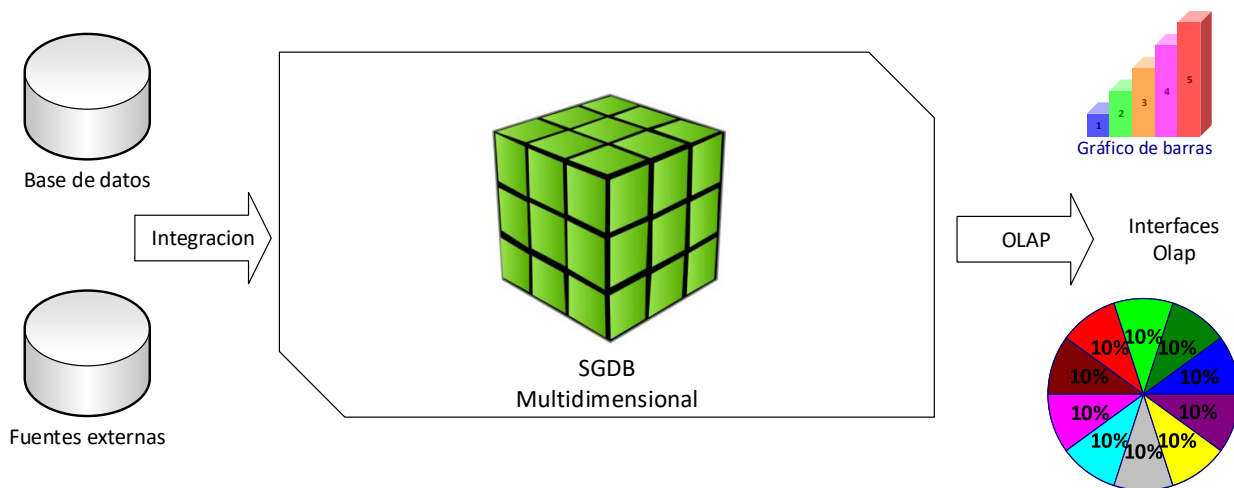 Base de datos
Integracion
Fuentes externas
SGDB
Multidimensional
OLAP
1
2
3
4
5
Gráfico de barras
Interfaces
Olap
10%
10%
10%
10%
10%
10%
10%
10%
10%
10%